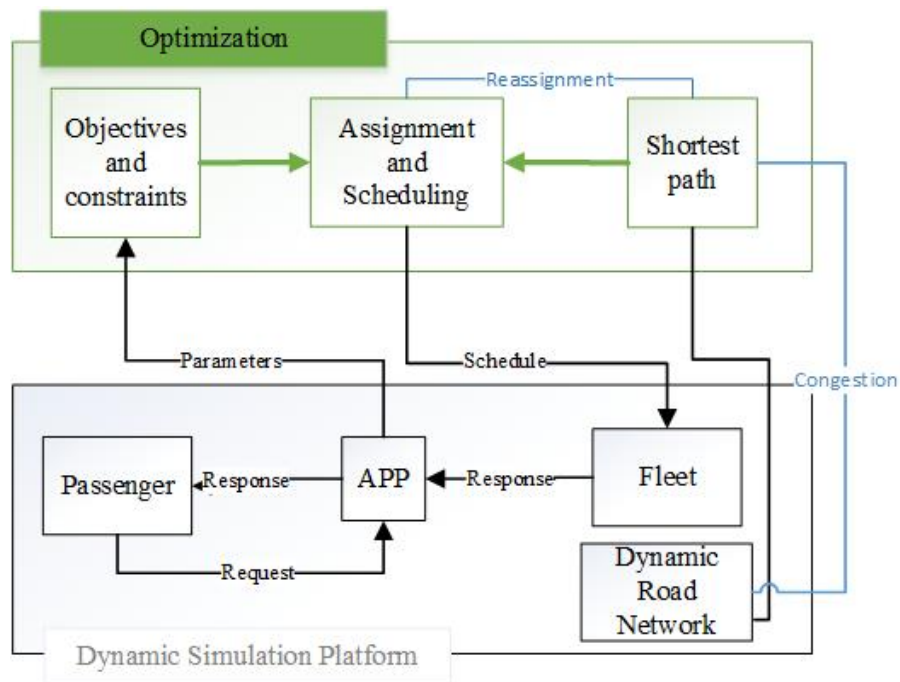 Optimization
Reassignment
Objectives
and
constraints
Assignment
and
Scheduling
Shortest
path
Parameters
Schedule
Congestion
Passenger
Response
APP
Response
Fleet
Request
Dynamic
Road
Network
Dynamic Simulation Platform